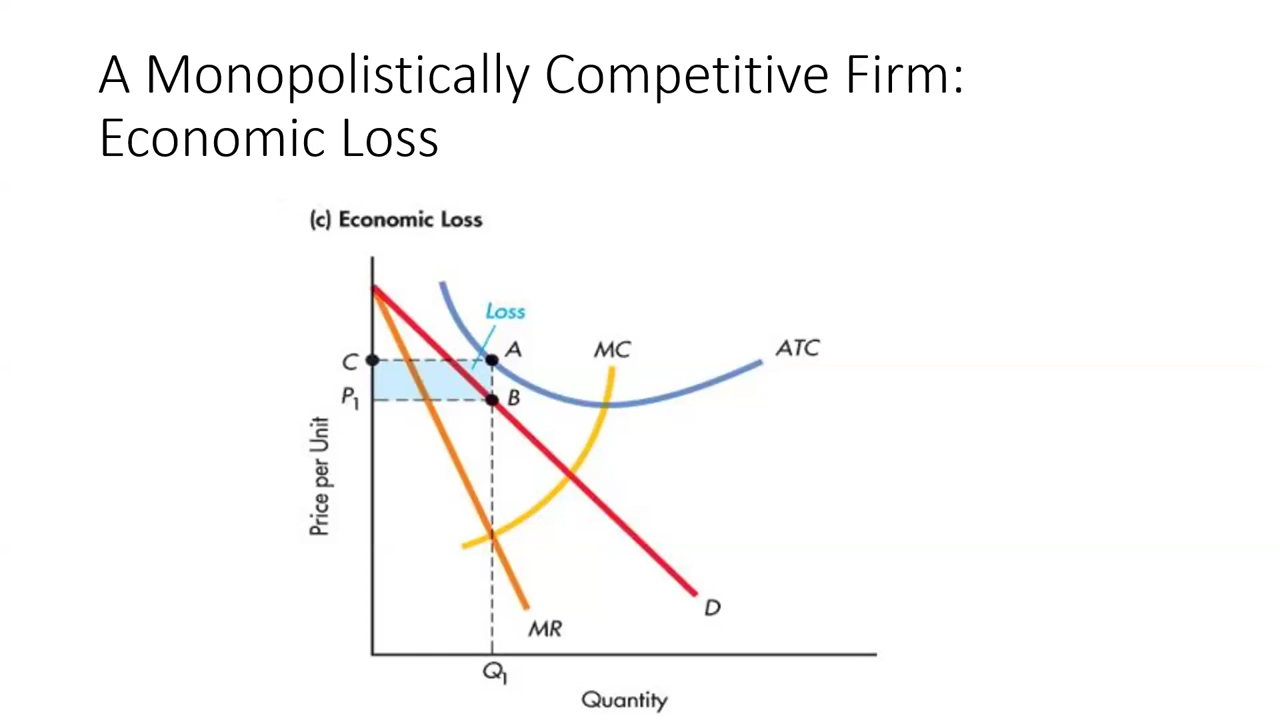 A Monopolistically Competitive Firm:
Economic Loss
(c) Economic Loss
Loss
A
MC
ATC
C
P1
B
Price per Unit
D
MR
Q1
Quantity